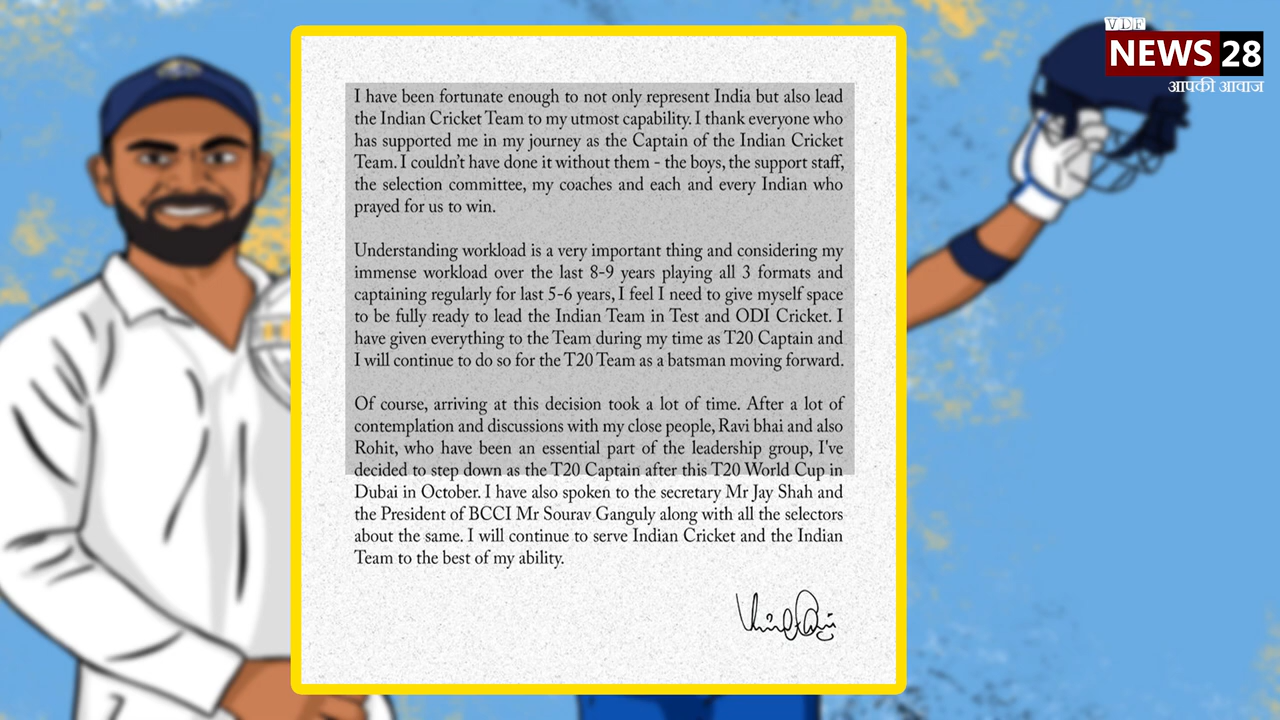 VDF
NEWS 28
आपकी आवाज
I have been fortunate enough to not only represent India but also lead
the Indian Cricket Team to my utmost capability. I thank everyone who
has supported me in my journey as the Captain of the Indian Cricket
Team. I couldn't have done it without them - the boys, the support staff,
the selection committee, my coaches and each and every Indian who
prayed for us to win.
Understanding workload is a very important thing and considering my
immense workload over the last 8-9 years playing all 3 formats and
captaining regularly for last 5-6 years, I feel I need to give myself space
to be fully ready to lead the Indian Team in Test and ODI Cricket. I
have given everything to the Team during my time as T20 Captain and
I will continue to do so for the T20 Team as a batsman moving forward.
Of course, arriving at this decision took a lot of time. After a lot of
contemplation and discussions with my close people, Ravi bhai and also
Rohit, who have been an essential part of the leadership group, I've
decided to step down as the T20 Captain after this T20 World Cup in
Dubai in October. I have also spoken to the secretary Mr Jay Shah and
the President of BCCI Mr Sourav Ganguly along with all the selectors
about the same. I will continue to serve Indian Cricket and the Indian
Team to the best of my ability.